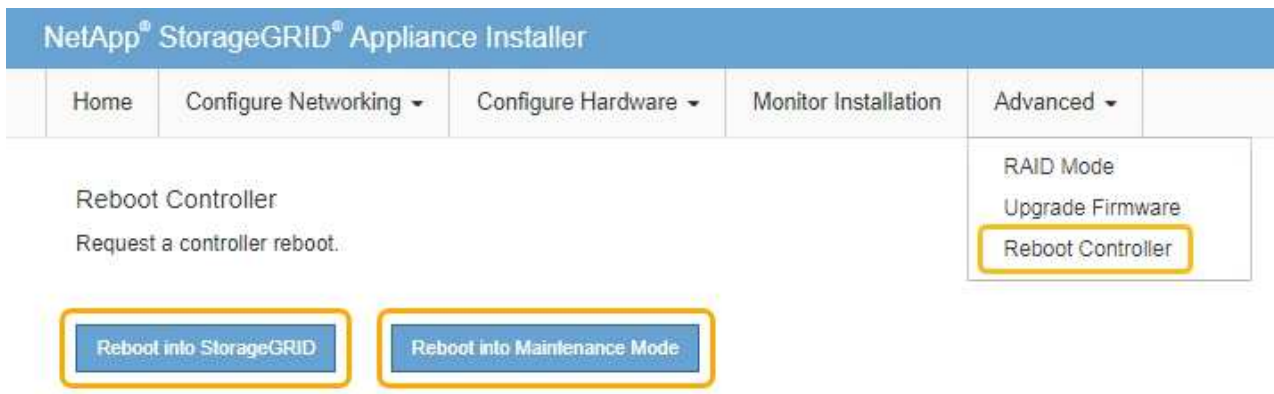 NetApp® StorageGRID® Appliance Installer
Home Configure Networking Configure Hardware Monitor Installation Advanced
RAID Mode
Upgrade Firmware
Reboot Controller
Reboot Controller
Request a controller reboot.
Reboot into StorageGRID Reboot into Maintenance Mode